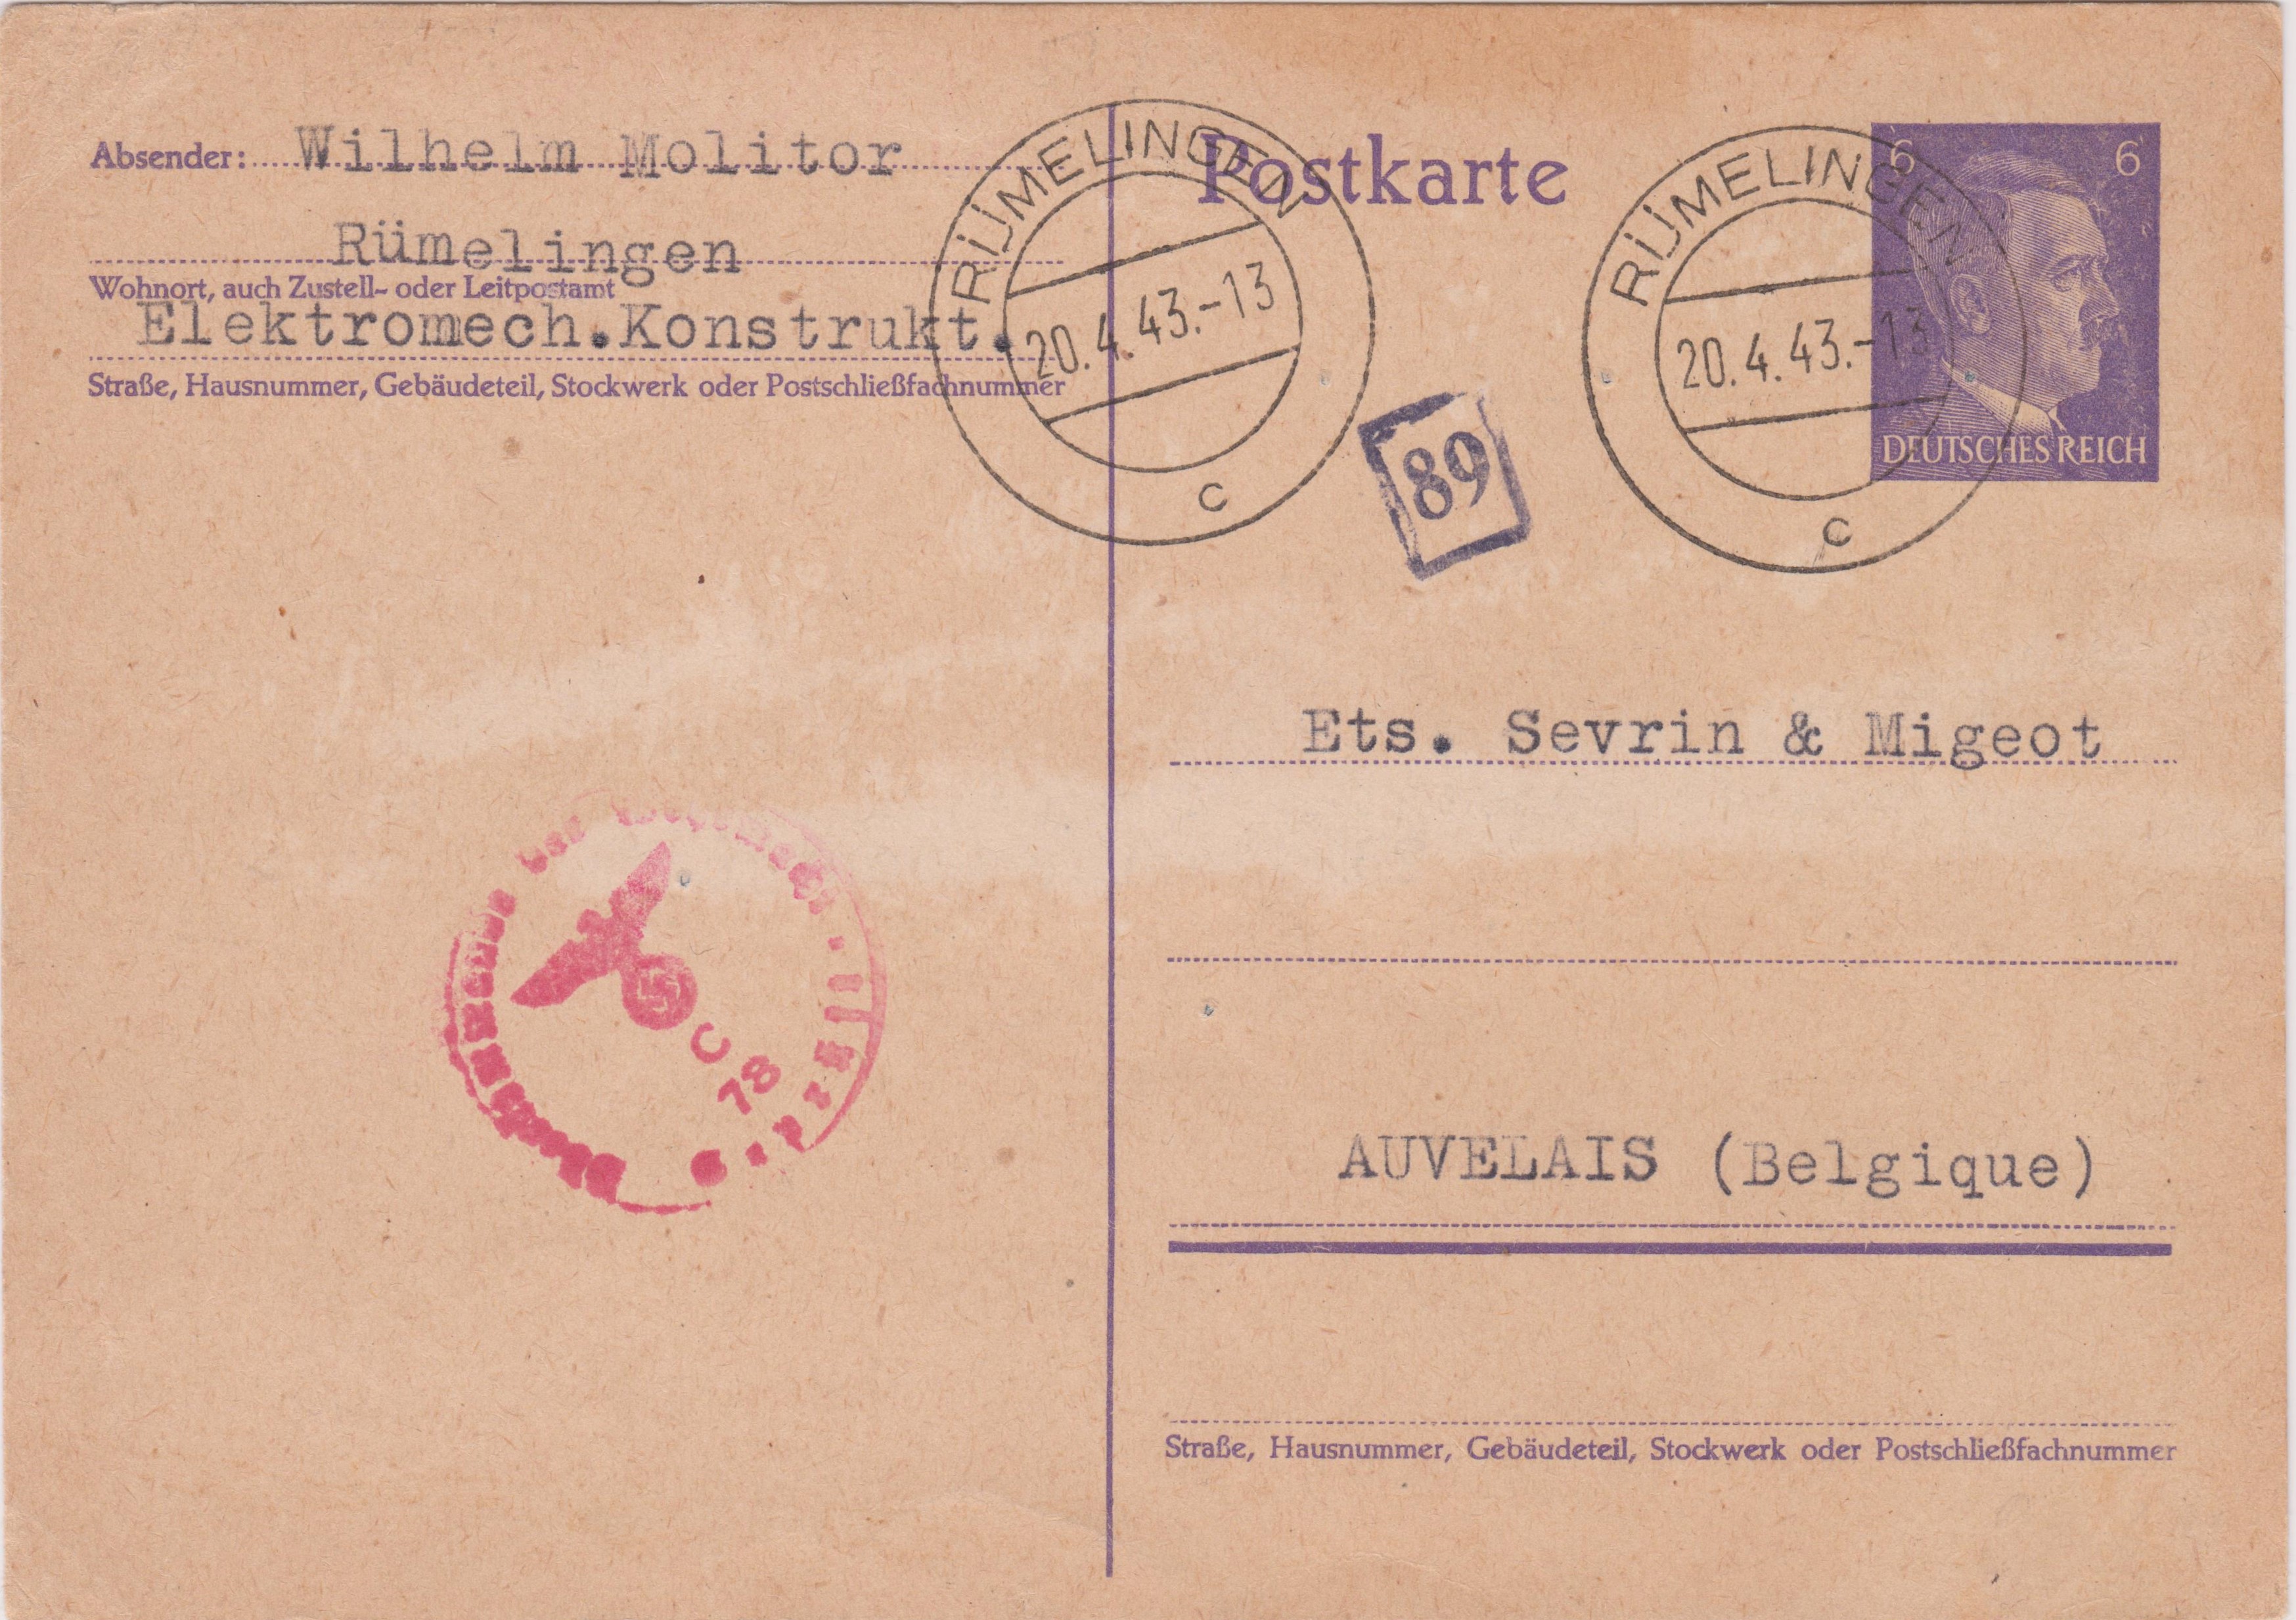 Absender: Wilhelm Molitor
Rümelingen
Wohnort, auch Zustell- oder Leitpostamt
Elektromech.Konstrukt.
Straße, Hausnummer, Gebäudeteil, Stockwerk oder Postschließfachnummer
Postkarte
RÜMELINGEN
20.4.43.-13
c
RÜMELINGEN
20.4.43.-13
c
6 6
DEUTSCHES REICH
89
Ets. Sevrin & Migeot
C
78
AUVELAIS (Belgique)
Straße, Hausnummer, Gebäudeteil, Stockwerk oder Postschließfachnummer